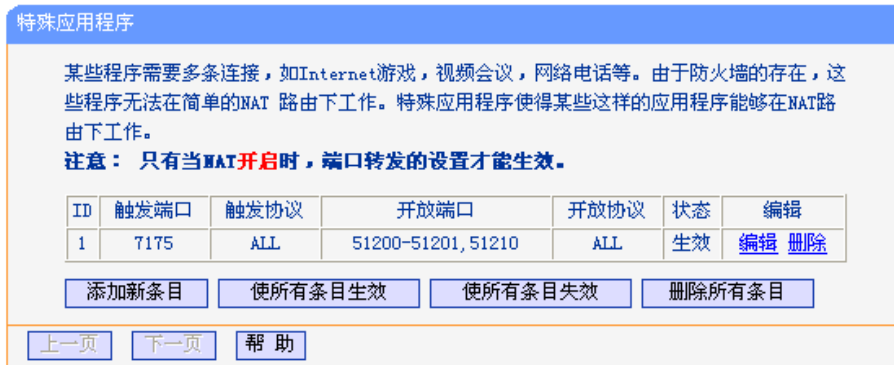 特殊应用程序
某些程序需要多条连接，如Internet游戏，视频会议，网络电话等。由于防火墙的存在，这
些程序无法在简单的NAT 路由下工作。特殊应用程序使得某些这样的应用程序能够在NAT路
由下工作。
注意： 只有当NAT开启时，端口转发的设置才能生效。
ID 触发端口 触发协议 开放端口 开放协议 状态 编辑
1 7175 ALL 51200-51201,51210 ALL 生效 编辑 删除
添加新条目 使所有条目生效 使所有条目失效 删除所有条目
上一页 下一页 帮 助